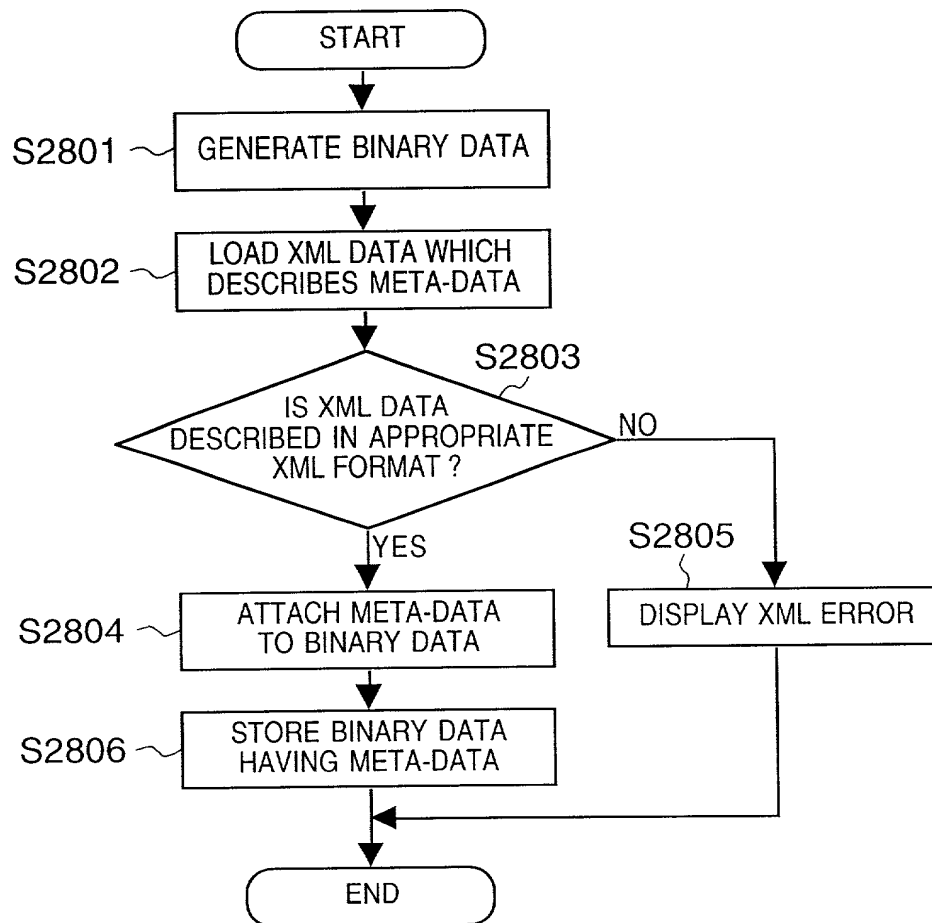 START
S2801
GENERATE BINARY DATA
S2802
LOAD XML DATA WHICH
DESCRIBES META-DATA
S2803
IS XML DATA
DESCRIBED IN APPROPRIATE
XML FORMAT ?
NO
YES
S2805
DISPLAY XML ERROR
S2804
ATTACH META-DATA
TO BINARY DATA
S2806
STORE BINARY DATA
HAVING META-DATA
END